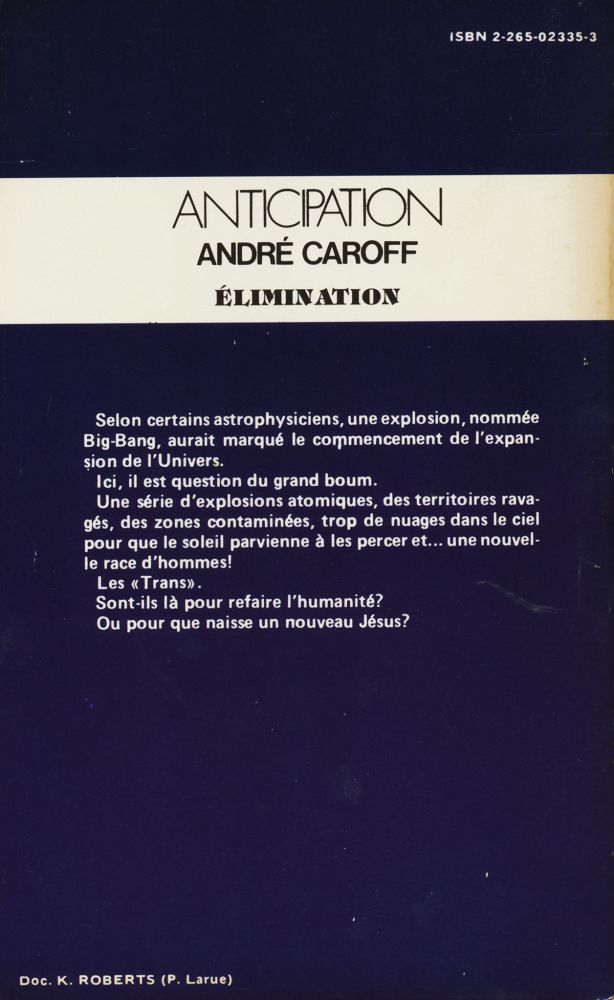 ISBN 2-265-02335-3
ANTICIPATION
ANDRÉ CAROFF
ÉLIMINATION
Selon certains astrophysiciens, une explosion, nommée
Big-Bang, aurait marqué le commencement de l'expan-
sion de l'Univers.
Ici, il est question du grand boum.
Une série d'explosions atomiques, des territoires rava-
gés, des zones contaminées, trop de nuages dans le ciel
pour que le soleil parvienne à les percer et... une nouvel-
le race d'hommes!
Les «Trans».
Sont-ils là pour refaire l'humanité?
Ou pour que naisse un nouveau Jésus?
Doc. K. ROBERTS (P. Larue)